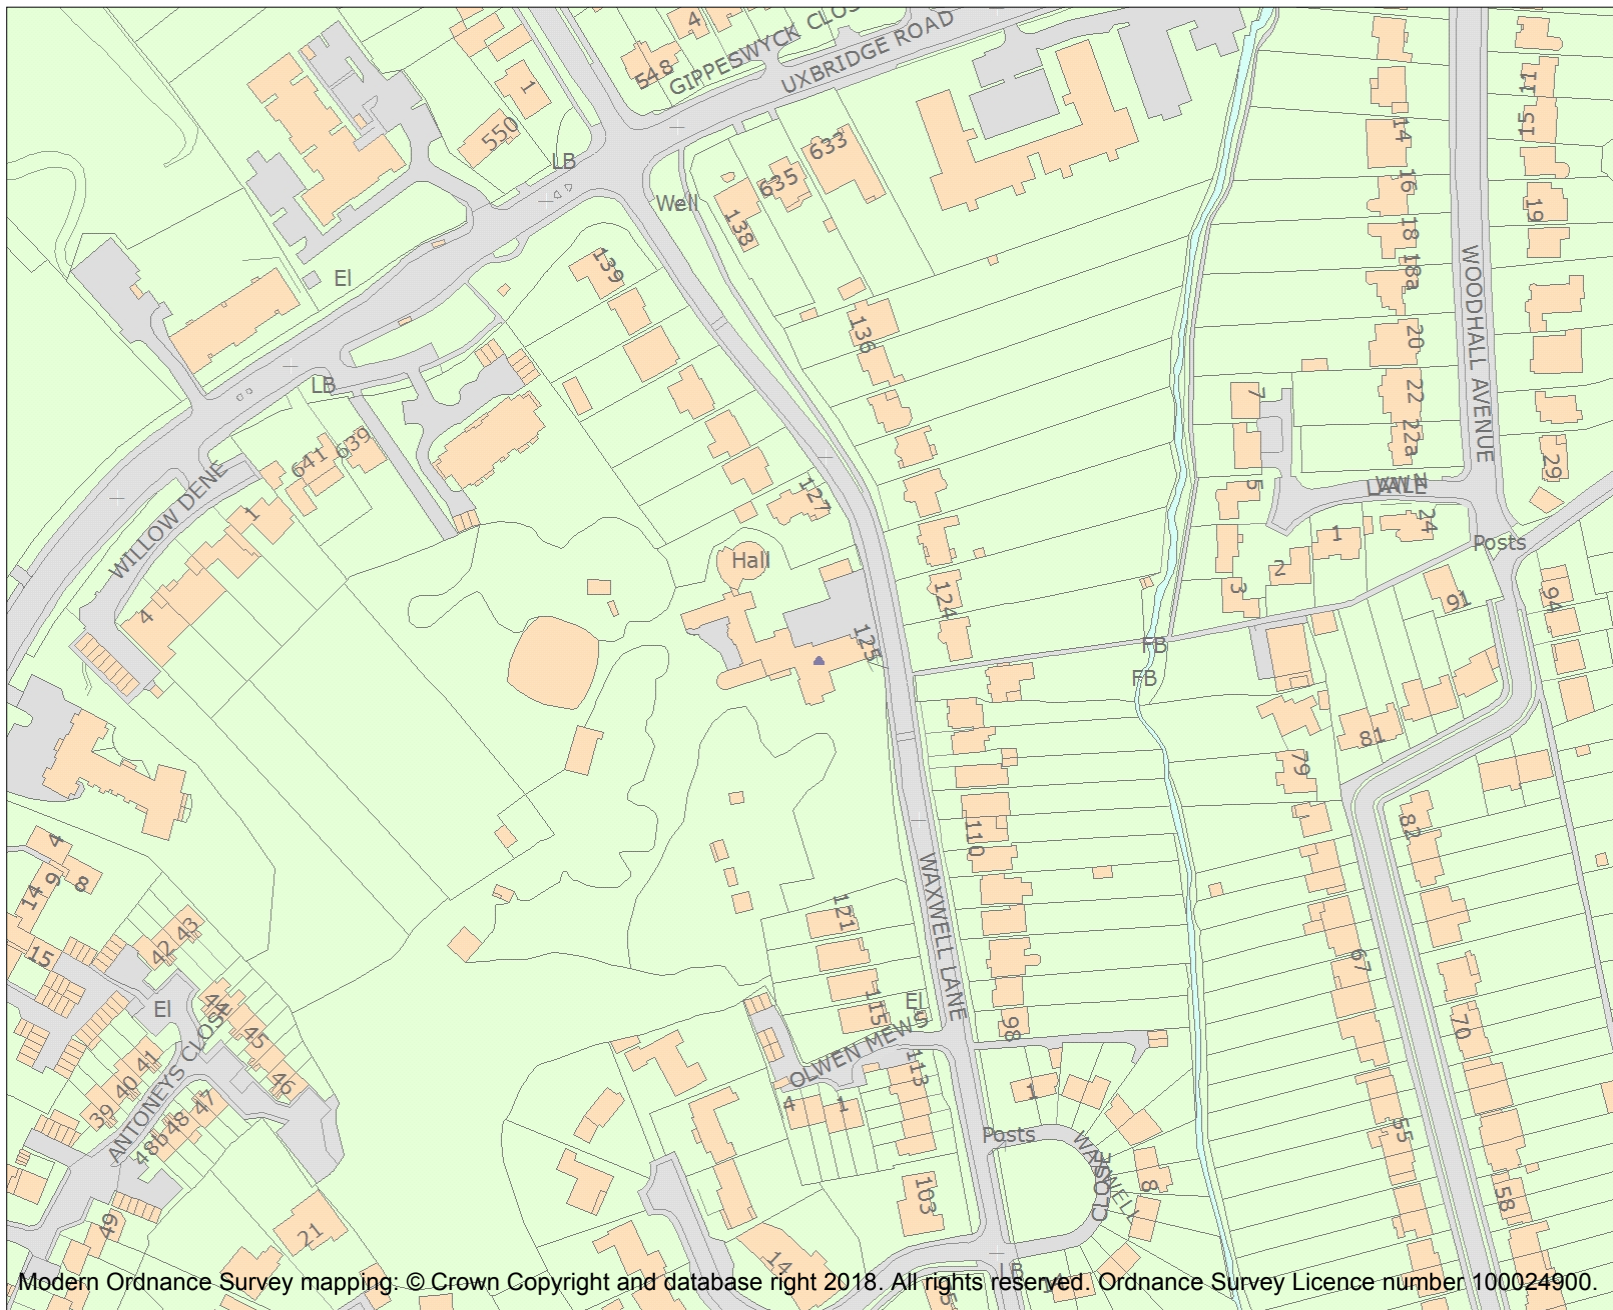 4
548
GIPPESWYCK CLOS
UXBRIDGE ROAD
1
550
LB
11
15
14
633
635
Well
138
16
19
18
18a
139
El
136
20
WOODHALL AVENUE
LB
7
22
22a
641
639
29
127
5
WILLOW DENE
1
24
1
Posts
Hall
2
3
124
91
94
4
125
FB
FB
81
79
110
82
4
9
8
14
WAXWELL LANE
121
43
42
15
67
El
44
El
115
98
70
45
OLWEN MEWS
113
41
40
46
ANTONEYS CLOSE
39
47
48
48b
4
1
1
Posts
55
WAXWELL
CLOSE
8
103
58
49
21
14
LB
Modern Ordnance Survey mapping: © Crown Copyright and database right 2018. All rights reserved. Ordnance Survey Licence number 100024900.